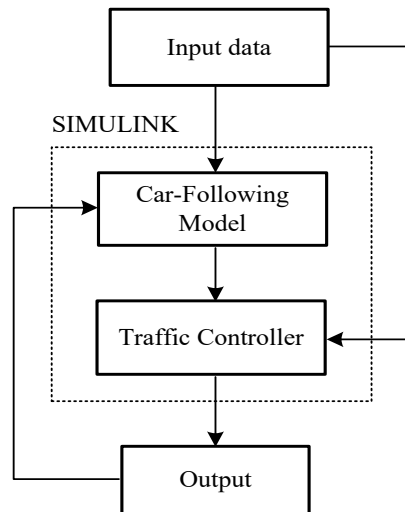 Input data
SIMULINK
Car-Following
Model
Traffic Controller
Output